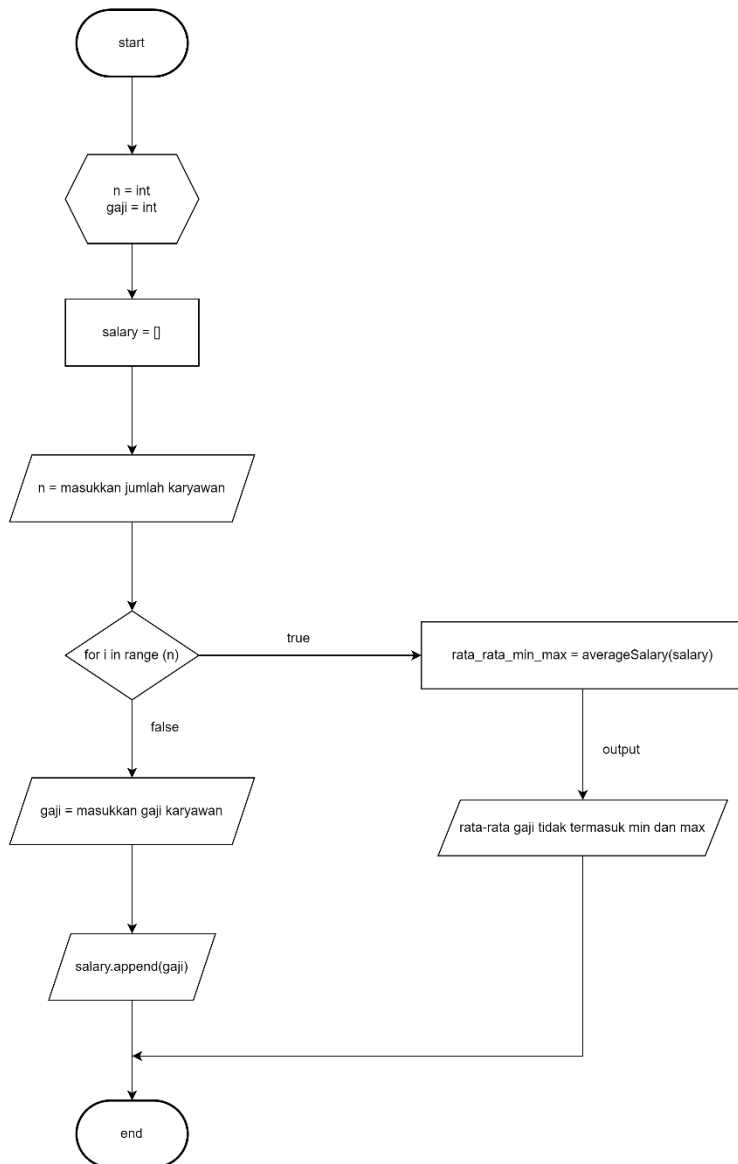 start
n = int
gaji = int
salary = []
n = masukkan jumlah karyawan
for i in range (n)
true
rata_rata_min_max = averageSalary(salary)
false
output
gaji = masukkan gaji karyawan
rata-rata gaji tidak termasuk min dan max
salary.append(gaji)
end